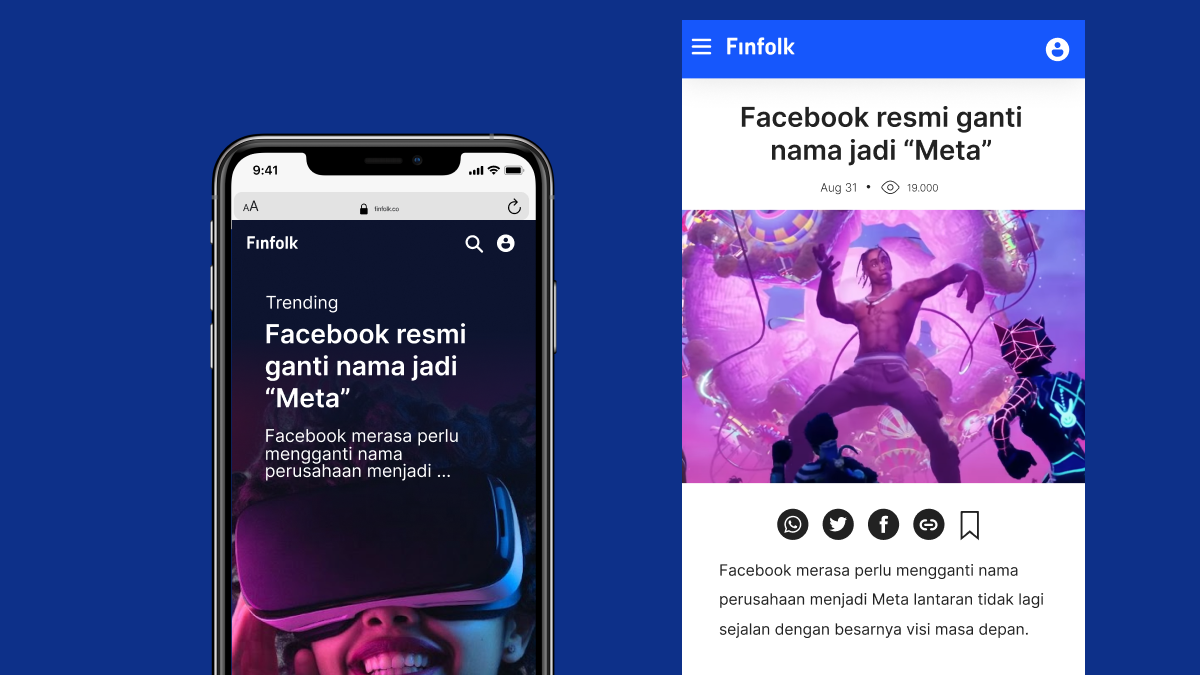 9:41
AA
finfolk.co
Finfolk
Trending
Facebook resmi
ganti nama jadi
“Meta”
Facebook merasa perlu
mengganti nama
perusahaan menjadi ...
Finfolk
Facebook resmi ganti
nama jadi “Meta”
Aug 31 • 19.000
Facebook merasa perlu mengganti nama
perusahaan menjadi Meta lantaran tidak lagi
sejalan dengan besarnya visi masa depan.